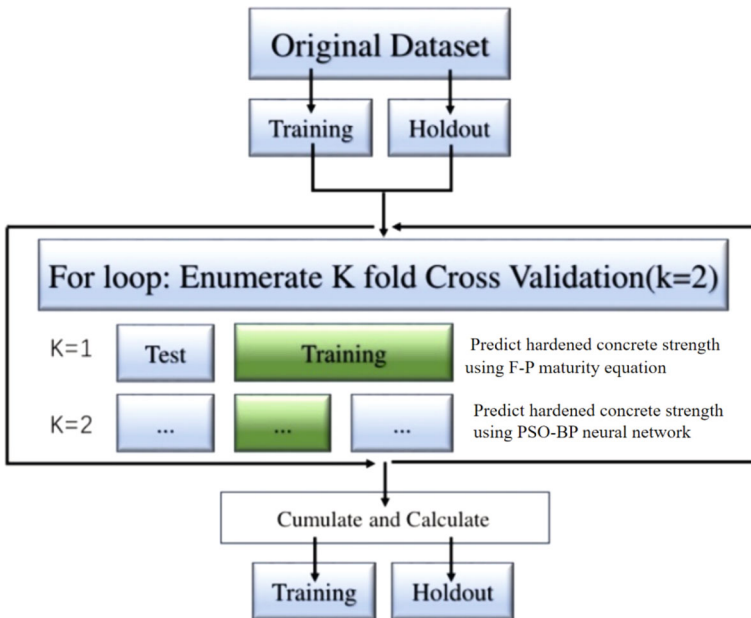 Original Dataset
Training
Holdout
For loop: Enumerate K fold Cross Validation(k=2)
K=1
Test
Training
Predict hardened concrete strength
using F-P maturity equation
K=2
...
...
...
Predict hardened concrete strength
using PSO-BP neural network
Cumulate and Calculate
Training
Holdout